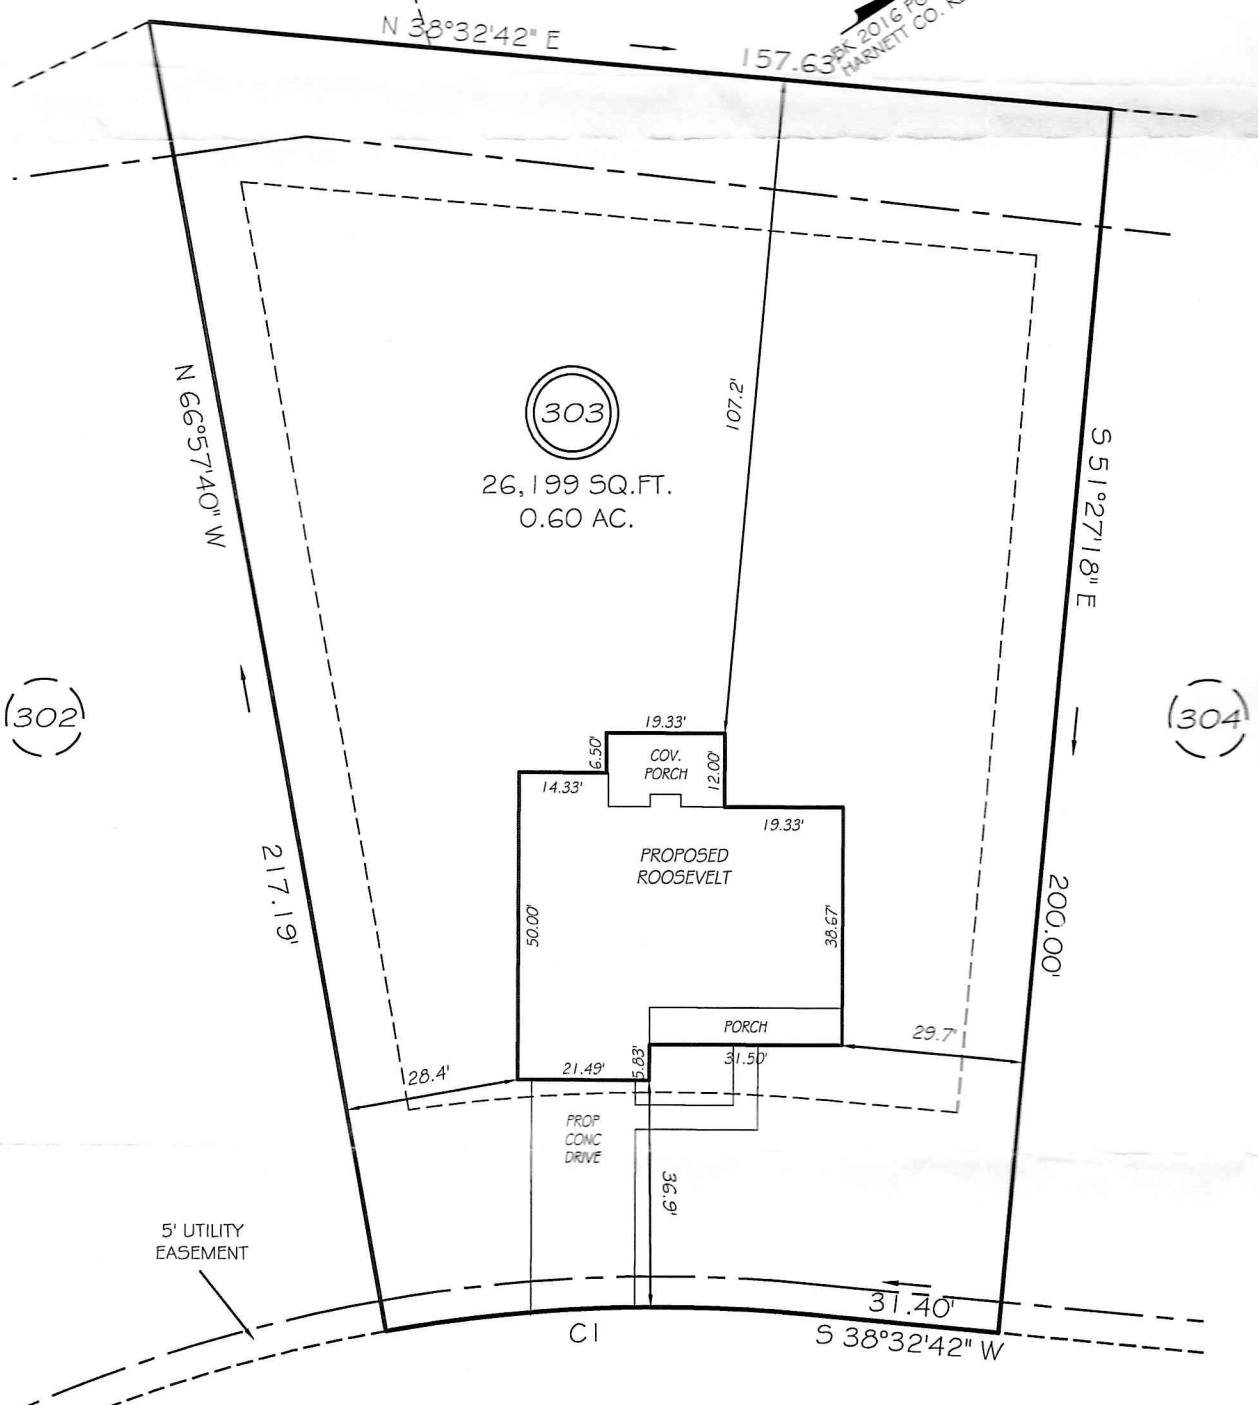 N 38°32'42" E
157.63'
BK 2016
HARNETT CO.
N 66°57'40" W
217.19'
303
26,199 SQ.FT.
0.60 AC.
107.2'
S 51°27'18" E
200.00'
302
304
19.33'
6.50'
COV.
PORCH
12.00'
14.33'
19.33'
PROPOSED
ROOSEVELT
50.00'
38.67'
PORCH
29.7'
31.50'
5.83'
21.49'
28.4'
PROP
CONC
DRIVE
36.9'
5' UTILITY
EASEMENT
31.40'
C1
S 38°32'42" W